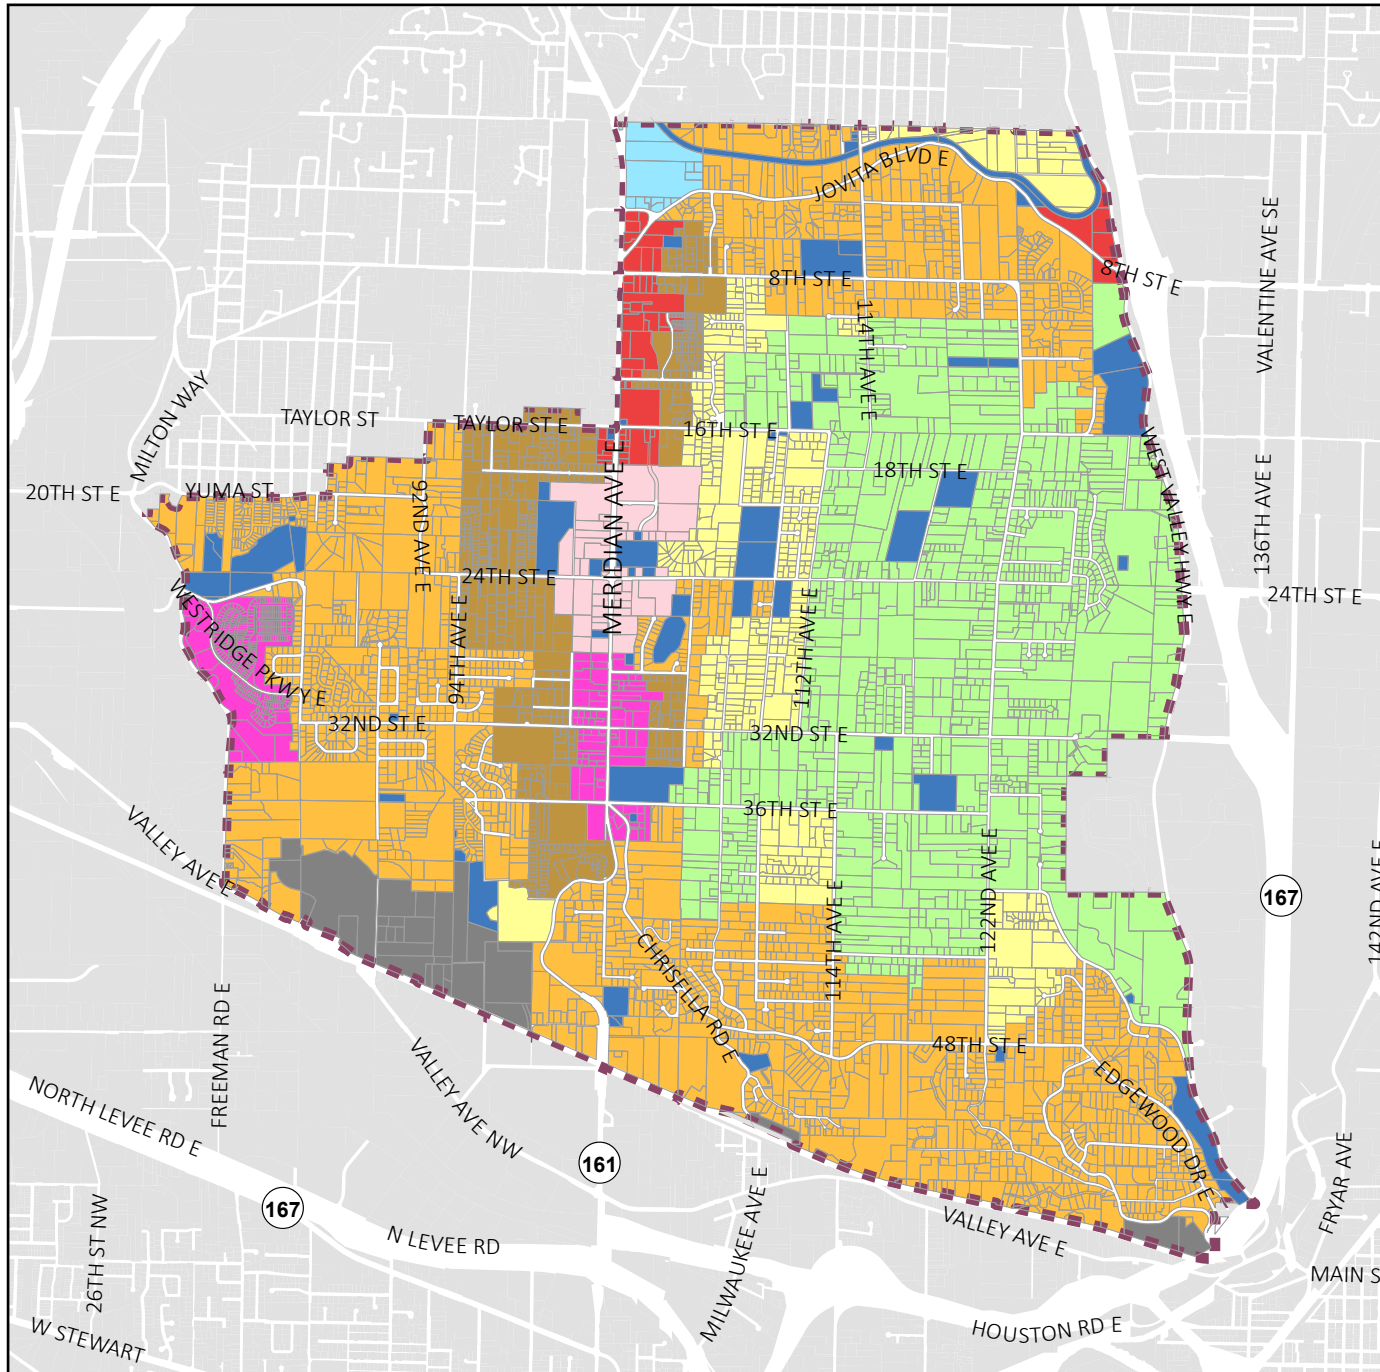 JOVITA BLVD E
VALENTINE AVE SE
8TH ST E
8TH ST E
114TH AVE E
MILTON WAY
TAYLOR ST
TAYLOR ST E
16TH ST E
MERIDIAN AVE E
18TH ST E
WEST VALLEY HWY E
136TH AVE E
20TH ST E
YUMA ST
92ND AVE E
24TH ST E
24TH ST E
WESTRIDGE PKWY E
94TH AVE E
112TH AVE E
32ND ST E
32ND ST E
36TH ST E
VALLEY AVE E
122ND AVE E
114TH AVE E
167
142ND AVE E
CHRISELLA RD E
FREEMAN RD E
48TH ST E
VALLEY AVE NW
EDGEWOOD DR E
NORTH LEVEE RD E
161
167
26TH ST NW
N LEVEE RD
MILWAUKEE AVE E
VALLEY AVE E
FRYAR AVE
MAIN S
HOUSTON RD E
W STEWART